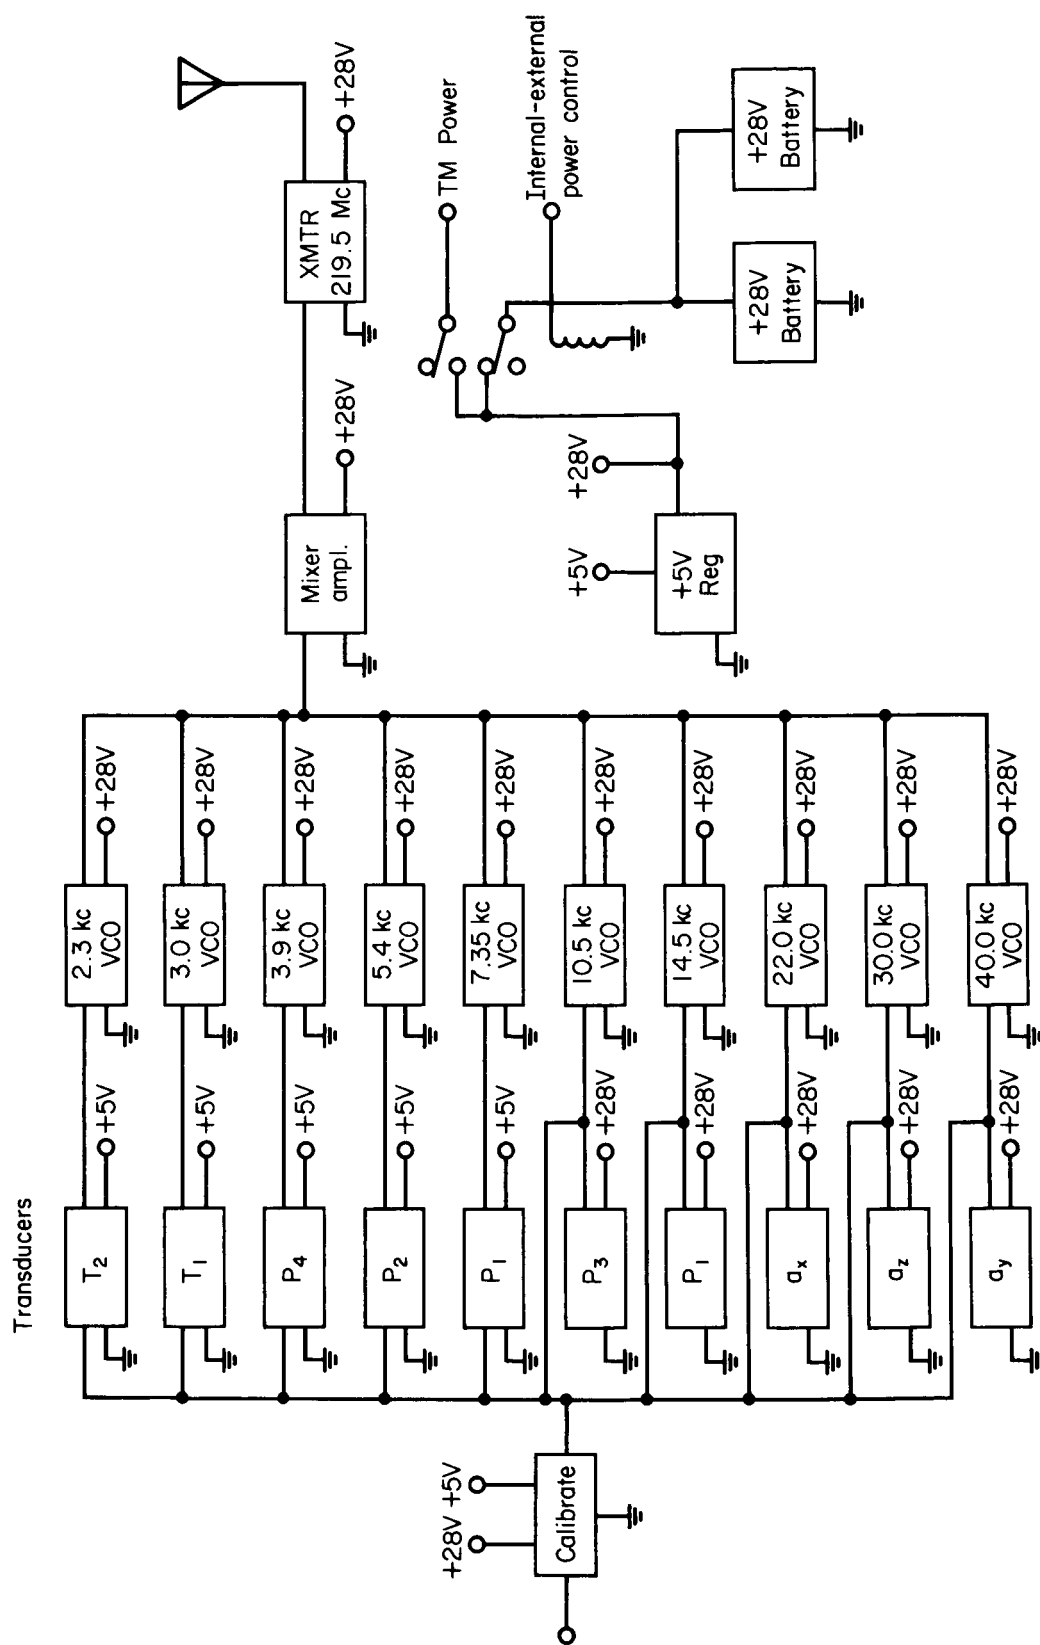 Transducers
T2
+5V
2.3 kc
VCO
+28V
T1
+5V
3.0 kc
VCO
+28V
P4
+5V
3.9 kc
VCO
+28V
P2
+5V
5.4 kc
VCO
+28V
P1
+5V
7.35 kc
VCO
+28V
P3
+28V
10.5 kc
VCO
+28V
P1
+28V
14.5 kc
VCO
+28V
ax
+28V
22.0 kc
VCO
+28V
az
+28V
30.0 kc
VCO
+28V
ay
+28V
40.0 kc
VCO
+28V
+28V
+5V
Calibrate
Mixer
ampl.
+28V
XMTR
219.5 Mc
+28V
TM Power
Internal-external
power control
+5V
+28V
+5V
Reg
+28V
Battery
+28V
Battery